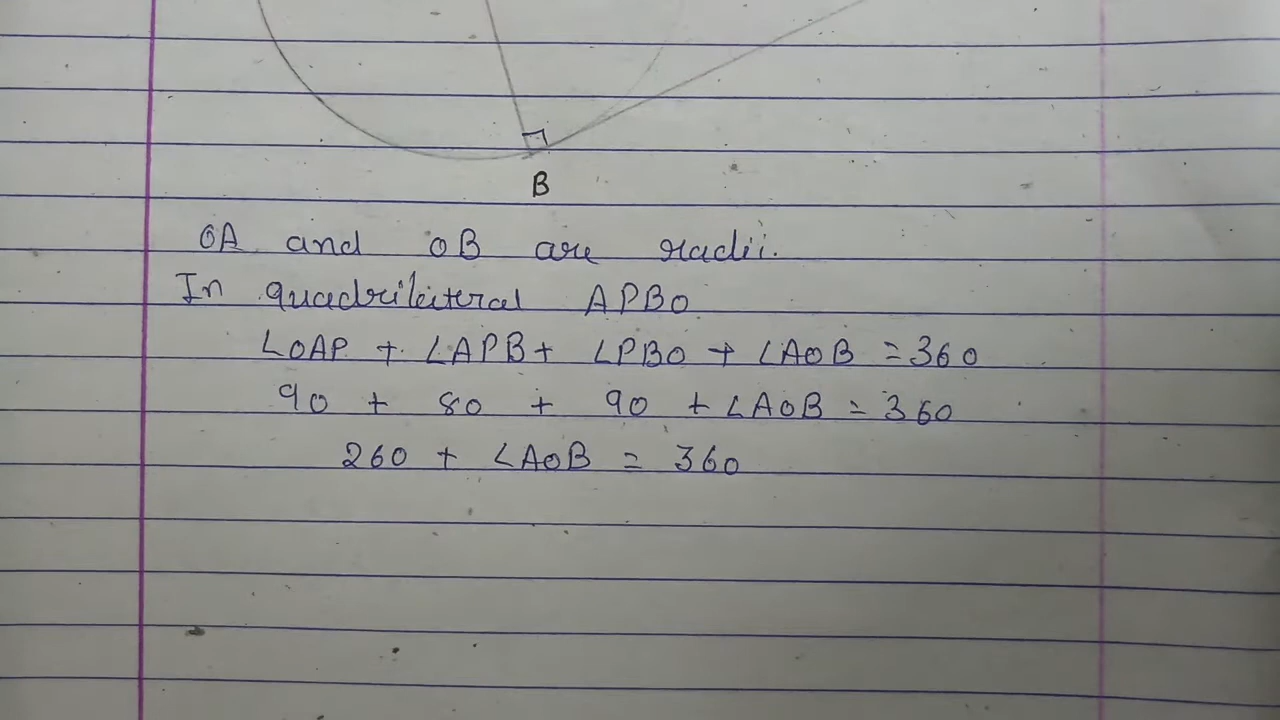 B
OA and OB are radii.
In quadrilateral APBO
∠OAP + ∠APB + ∠PBO + ∠AOB = 360
90 + 80 + 90 + ∠AOB = 360
260 + ∠AOB = 360